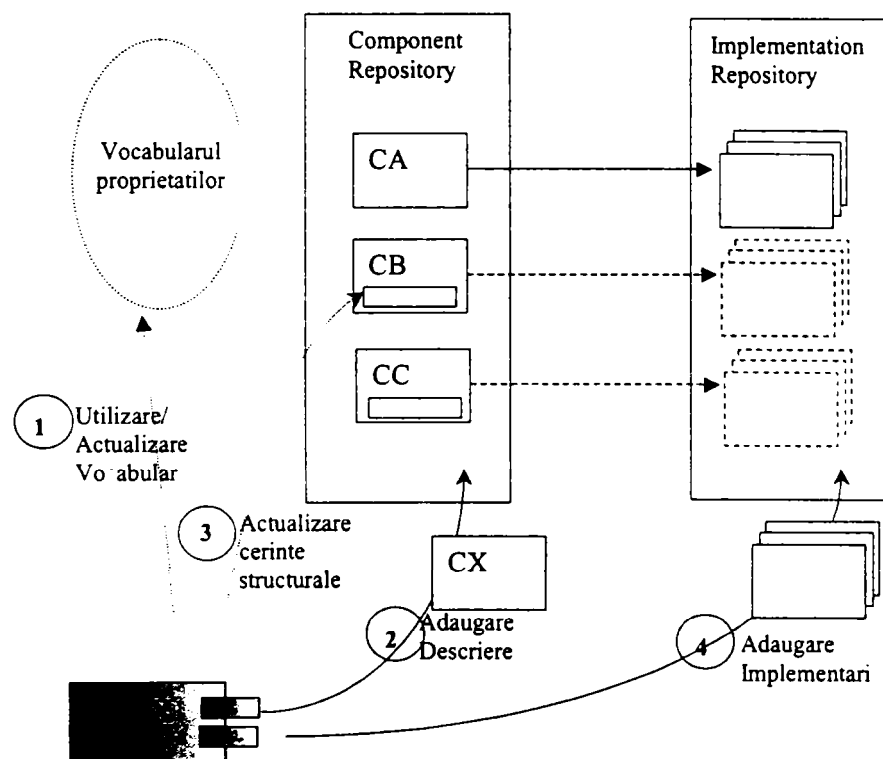 Component
Repository
Implementation
Repository
Vocabularul
proprietatilor
CA
CB
CC
1
Utilizare/
Actualizare
Vo abular
3
Actualizare
cerinte
structurale
CX
2
Adaugare
Descriere
4
Adaugare
Implementari